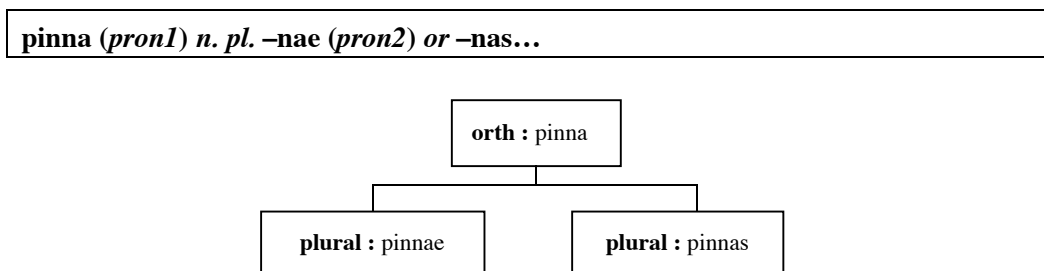 pinna (pron1) n. pl. –nae (pron2) or –nas…
orth : pinna
plural : pinnae
plural : pinnas